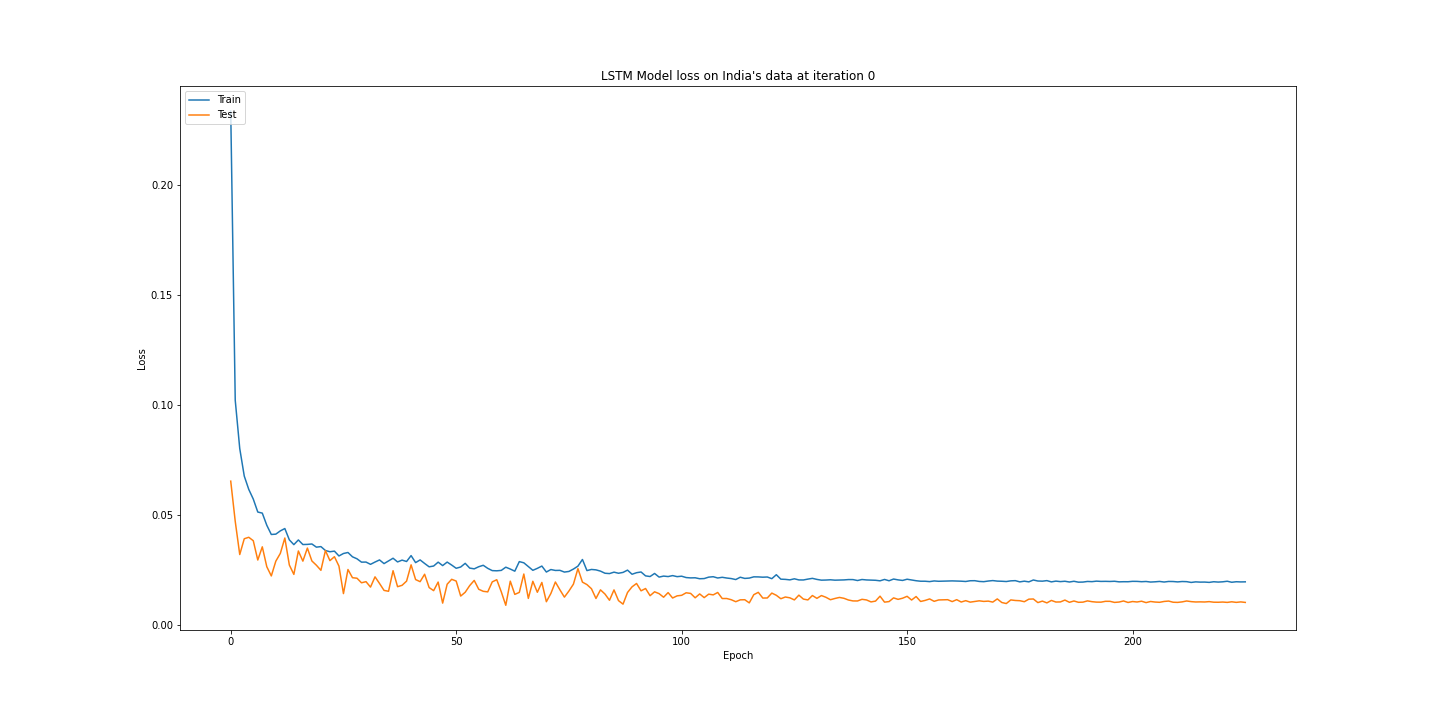 LSTM Model loss on India's data at iteration 0
Train
Test
0.20
0.15
0.10
0.05
0.00
Loss
0 50 100 150 200
Epoch